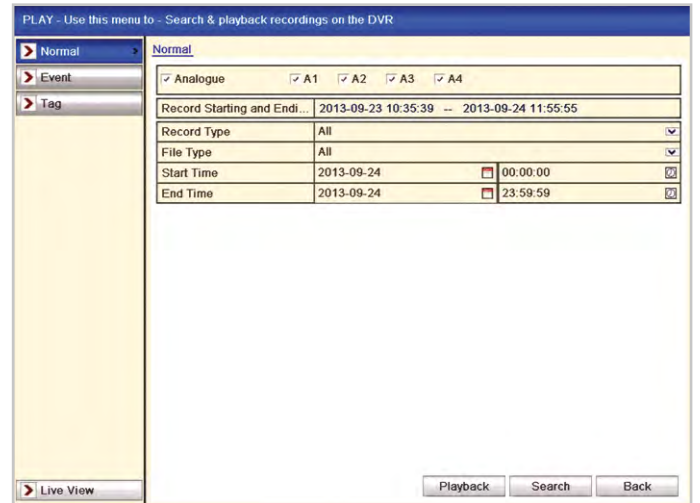 PLAY - Use this menu to - Search & playback recordings on the DVR
Normal
Event
Tag
Live View
Normal
Analogue A1 A2 A3 A4
Record Starting and Endi... 2013-09-23 10:35:39 -- 2013-09-24 11:55:55
Record Type All
File Type All
Start Time 2013-09-24 00:00:00
End Time 2013-09-24 23:59:59
Playback Search Back